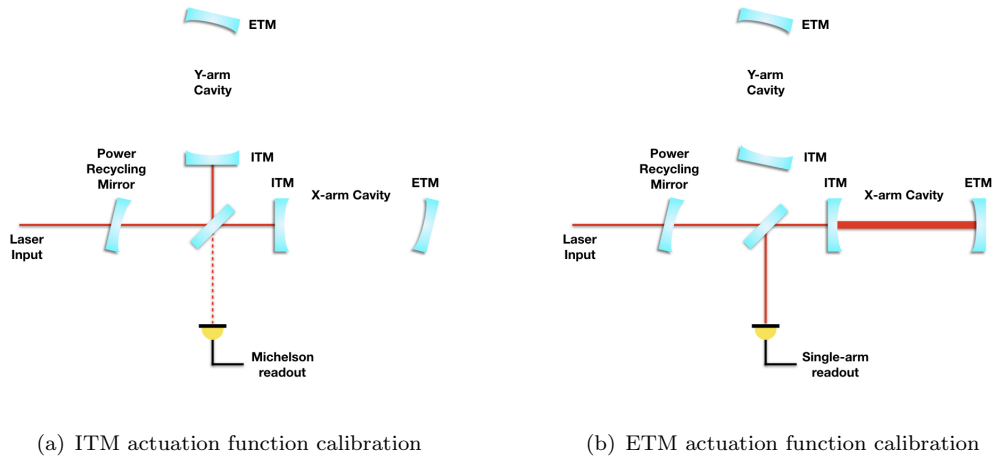 ETM
Y-arm
Cavity
Power
Recycling
Mirror
ITM
ITM
X-arm Cavity
ETM
Laser
Input
Michelson
readout
(a) ITM actuation function calibration
ETM
Y-arm
Cavity
Power
Recycling
Mirror
ITM
ITM
X-arm Cavity
ETM
Laser
Input
Single-arm
readout
(b) ETM actuation function calibration